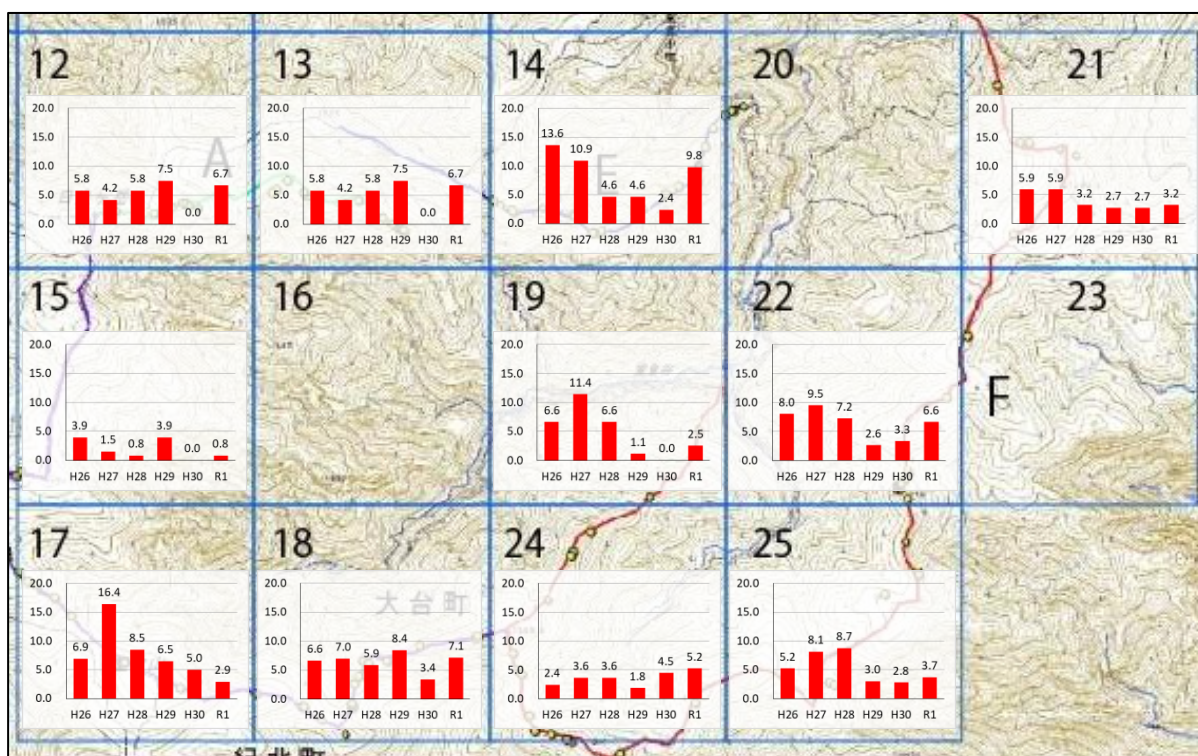 12 13 14 20 21
A
E
20.0 15.0 10.0 5.0 0.0
5.8 4.2 5.8 7.5 0.0 6.7
H26 H27 H28 H29 H30 R1
20.0 15.0 10.0 5.0 0.0
5.8 4.2 5.8 7.5 0.0 6.7
H26 H27 H28 H29 H30 R1
20.0 15.0 10.0 5.0 0.0
13.6 10.9 4.6 4.6 2.4 9.8
H26 H27 H28 H29 H30 R1
20.0 15.0 10.0 5.0 0.0
5.9 5.9 3.2 2.7 2.7 3.2
H26 H27 H28 H29 H30 R1
15 16 19 22 23
20.0 15.0 10.0 5.0 0.0
3.9 1.5 0.8 3.9 0.0 0.8
H26 H27 H28 H29 H30 R1
20.0 15.0 10.0 5.0 0.0
6.6 11.4 6.6 1.1 0.0 2.5
H26 H27 H28 H29 H30 R1
20.0 15.0 10.0 5.0 0.0
8.0 9.5 7.2 2.6 3.3 6.6
H26 H27 H28 H29 H30 R1
F
17 18 24 25
20.0 15.0 10.0 5.0 0.0
6.9 16.4 8.5 6.5 5.0 2.9
H26 H27 H28 H29 H30 R1
大台町
20.0 15.0 10.0 5.0 0.0
6.6 7.0 5.9 8.4 3.4 7.1
H26 H27 H28 H29 H30 R1
20.0 15.0 10.0 5.0 0.0
2.4 3.6 3.6 1.8 4.5 5.2
H26 H27 H28 H29 H30 R1
20.0 15.0 10.0 5.0 0.0
5.2 8.1 8.7 3.0 2.8 3.7
H26 H27 H28 H29 H30 R1
紀北町